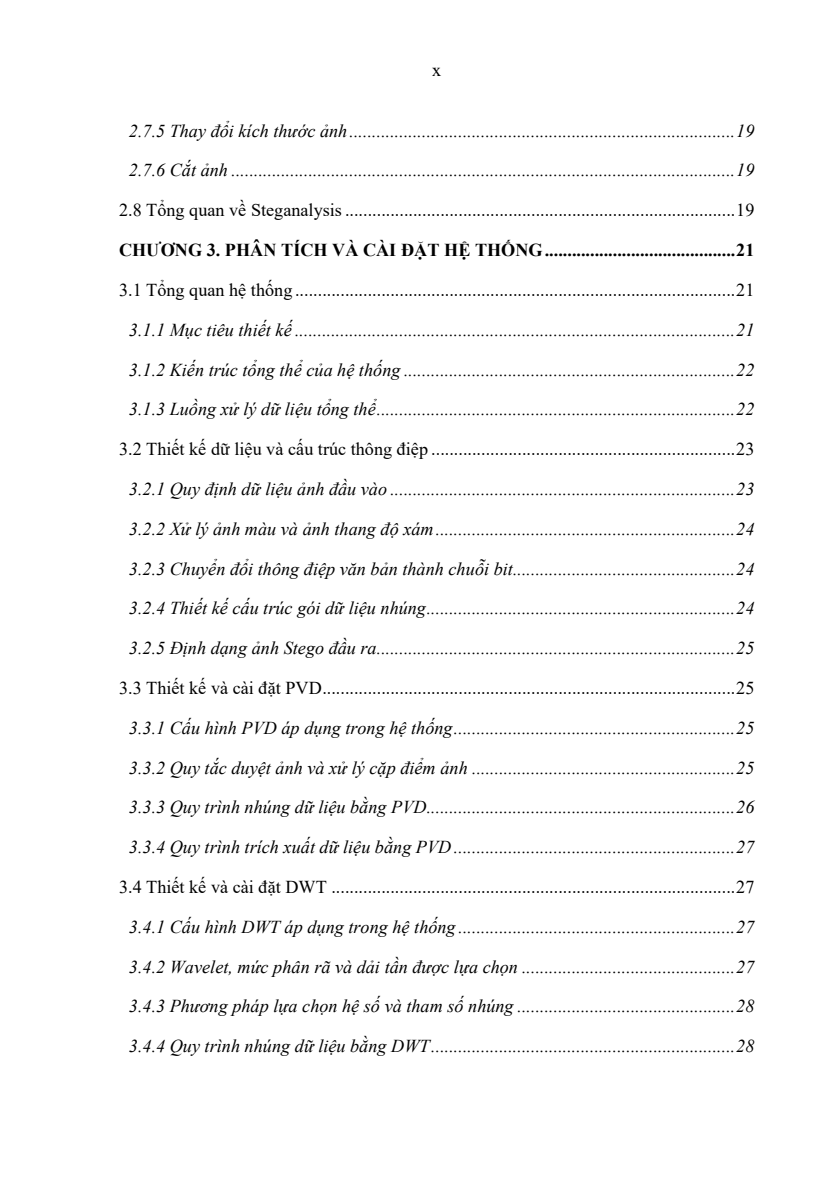 x
2.7.5 Thay đổi kích thước ảnh.....19
2.7.6 Cắt ảnh.....19
2.8 Tổng quan về Steganalysis.....19
CHƯƠNG 3. PHÂN TÍCH VÀ CÀI ĐẶT HỆ THỐNG.....21
3.1 Tổng quan hệ thống.....21
3.1.1 Mục tiêu thiết kế.....21
3.1.2 Kiến trúc tổng thể của hệ thống.....22
3.1.3 Luồng xử lý dữ liệu tổng thể.....22
3.2 Thiết kế dữ liệu và cấu trúc thông điệp.....23
3.2.1 Quy định dữ liệu ảnh đầu vào.....23
3.2.2 Xử lý ảnh màu và ảnh thang độ xám.....24
3.2.3 Chuyển đổi thông điệp văn bản thành chuỗi bit.....24
3.2.4 Thiết kế cấu trúc gói dữ liệu nhúng.....24
3.2.5 Định dạng ảnh Stego đầu ra.....25
3.3 Thiết kế và cài đặt PVD.....25
3.3.1 Cấu hình PVD áp dụng trong hệ thống.....25
3.3.2 Quy tắc duyệt ảnh và xử lý cặp điểm ảnh.....25
3.3.3 Quy trình nhúng dữ liệu bằng PVD.....26
3.3.4 Quy trình trích xuất dữ liệu bằng PVD.....27
3.4 Thiết kế và cài đặt DWT.....27
3.4.1 Cấu hình DWT áp dụng trong hệ thống.....27
3.4.2 Wavelet, mức phân rã và dải tần được lựa chọn.....27
3.4.3 Phương pháp lựa chọn hệ số và tham số nhúng.....28
3.4.4 Quy trình nhúng dữ liệu bằng DWT.....28